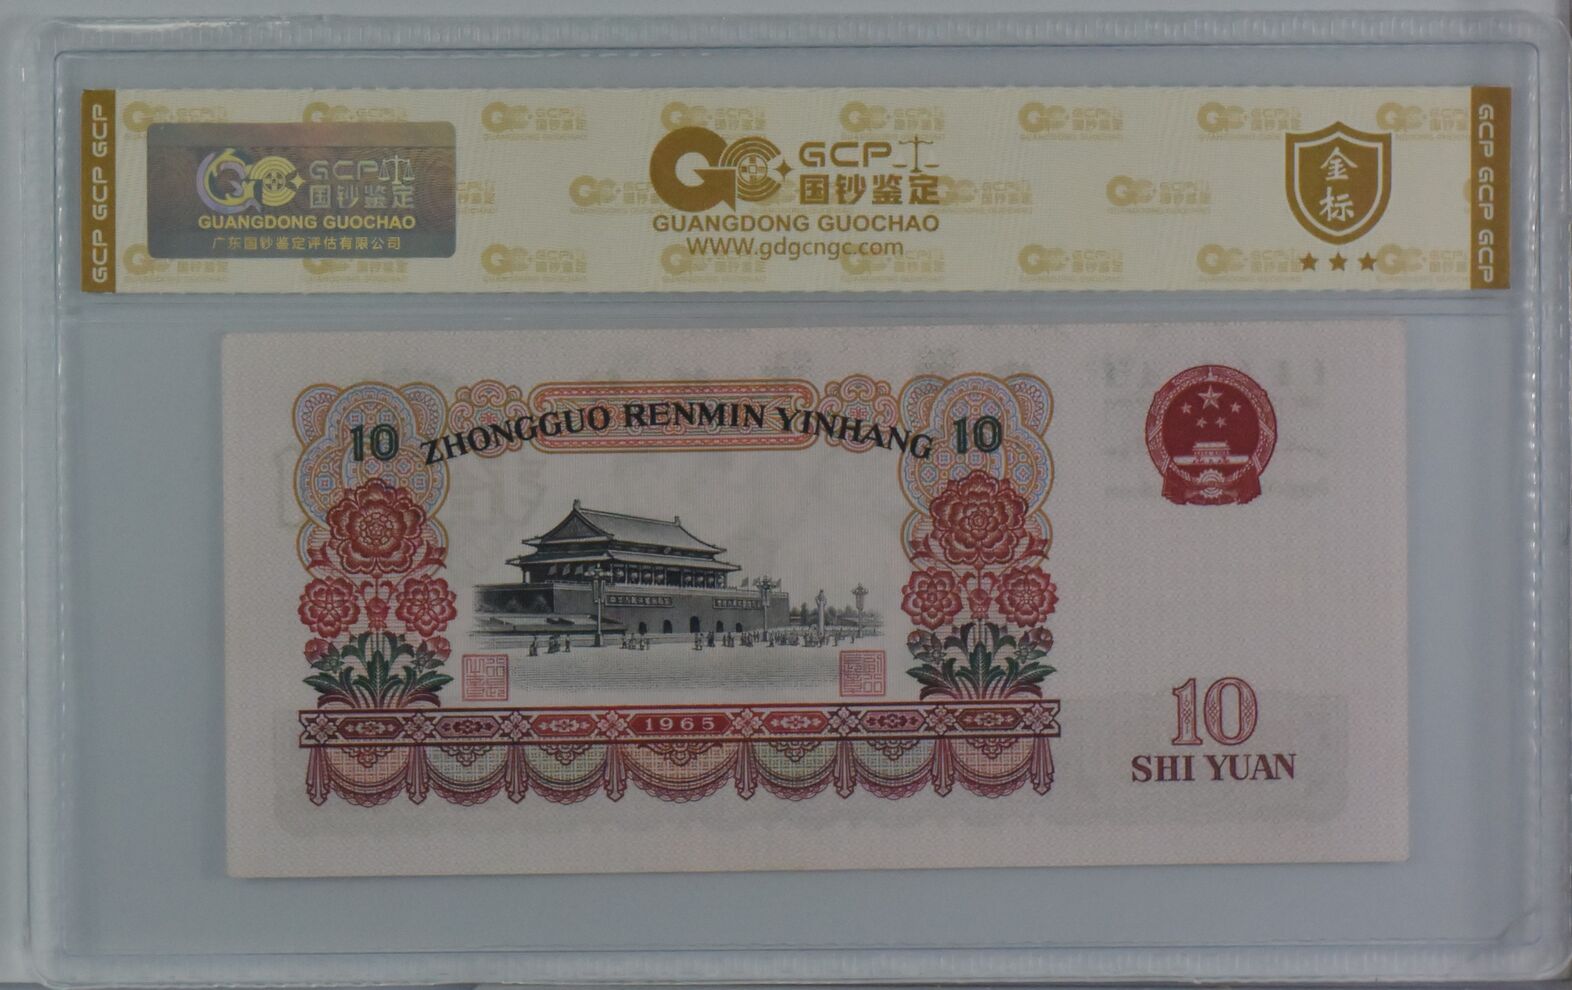 GCP GCP GCP
GCP
国钞鉴定
GUANGDONG GUOCHAO
广东国钞鉴定评估有限公司
GCP
国钞鉴定
GUANGDONG GUOCHAO
WWW.gdgcngc.com
金标
GCP GCP GCP
10 ZHONGGUO RENMIN YINHANG 10
1965
10
SHI YUAN